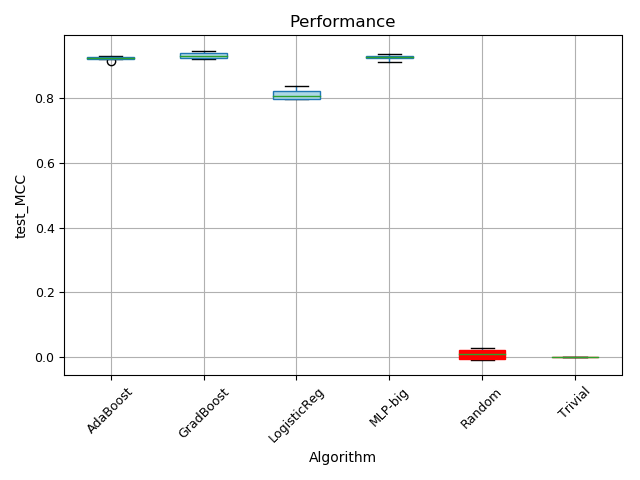 Performance
test_MCC
0.8
0.6
0.4
0.2
0.0
AdaBoost
GradBoost
LogisticReg
MLP-big
Random
Trivial
Algorithm